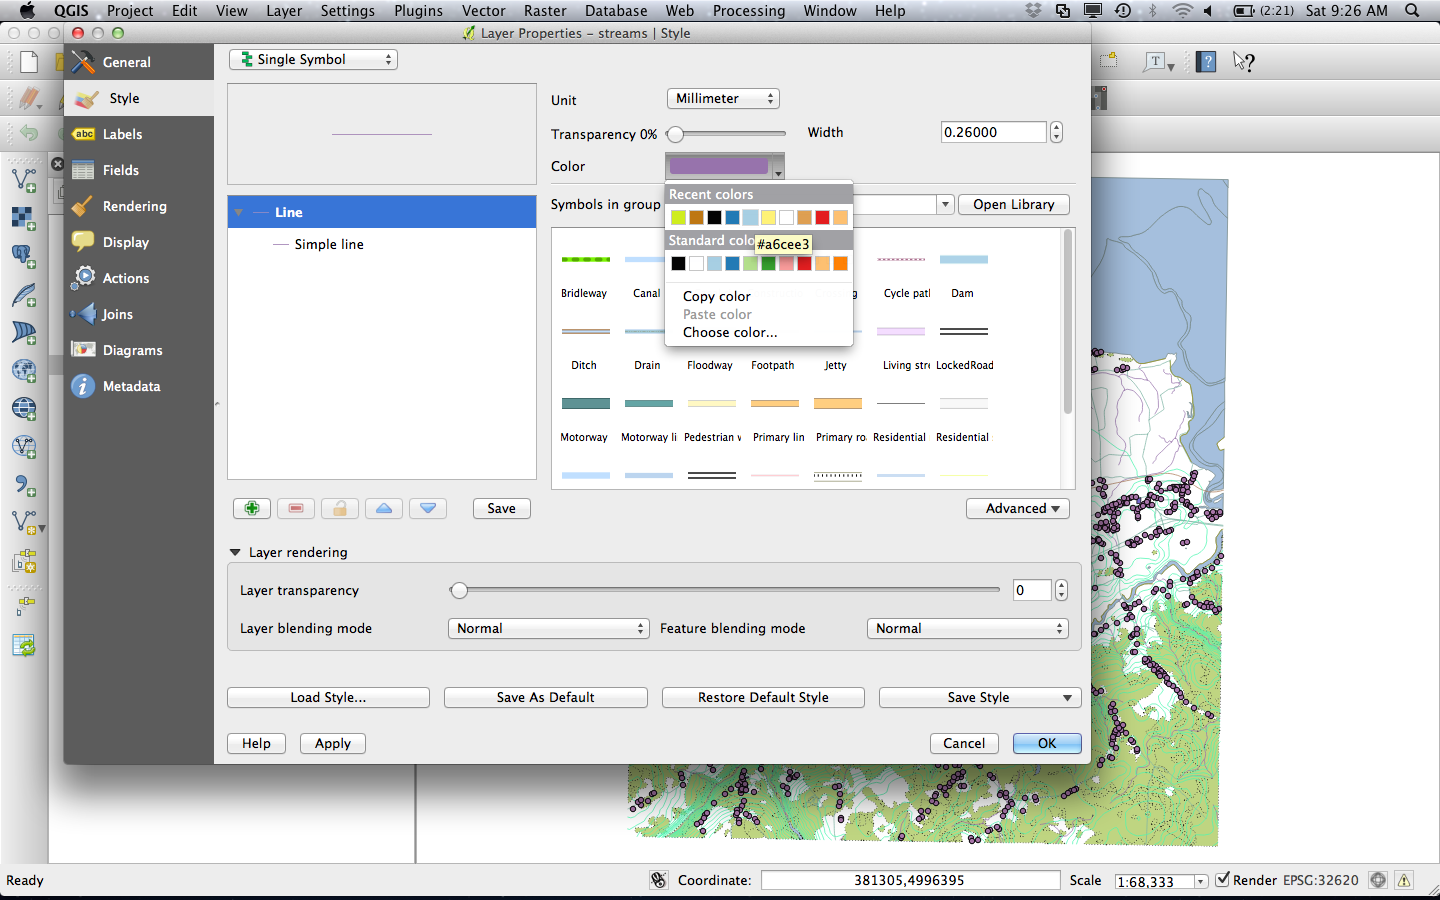 QGIS Project Edit View Layer Settings Plugins Vector Raster Database Web Processing Window Help (2:21) Sat 9:26 AM
Layer Properties - streams | Style
General
Style
abc Labels
Fields
Rendering
Display
Actions
Joins
Diagrams
Metadata
Single Symbol
Unit Millimeter
Transparency 0% Width 0.26000
Color
Recent colors
Standard colo
#a6cee3
Copy color
Paste color
Choose color...
Line
Simple line
Symbols in group Open Library
Bridleway Canal Cycle pat Dam
Ditch Drain Floodway Footpath Jetty Living stre LockedRoad
Motorway Motorway li Pedestrian w Primary lin Primary ro Residential Residential
Save Advanced
Layer rendering
Layer transparency 0
Layer blending mode Normal Feature blending mode Normal
Load Style... Save As Default Restore Default Style Save Style
Help Apply Cancel OK
Ready Coordinate: 381305,4996395 Scale 1:68,333 Render EPSG:32620